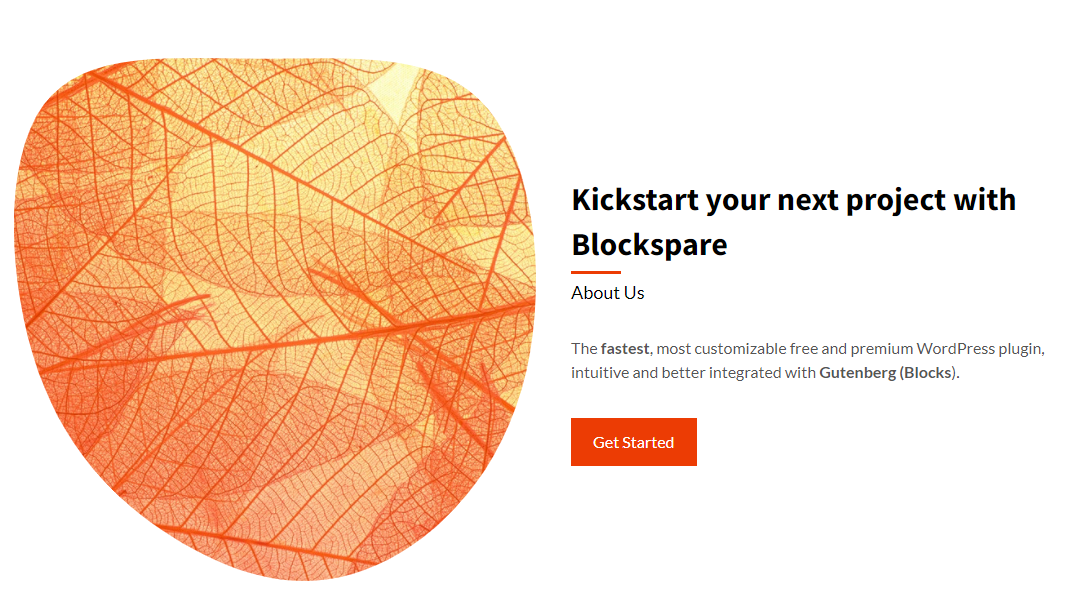 Kickstart your next project with
Blockspare
About Us
The fastest, most customizable free and premium WordPress plugin,
intuitive and better integrated with Gutenberg (Blocks).
Get Started